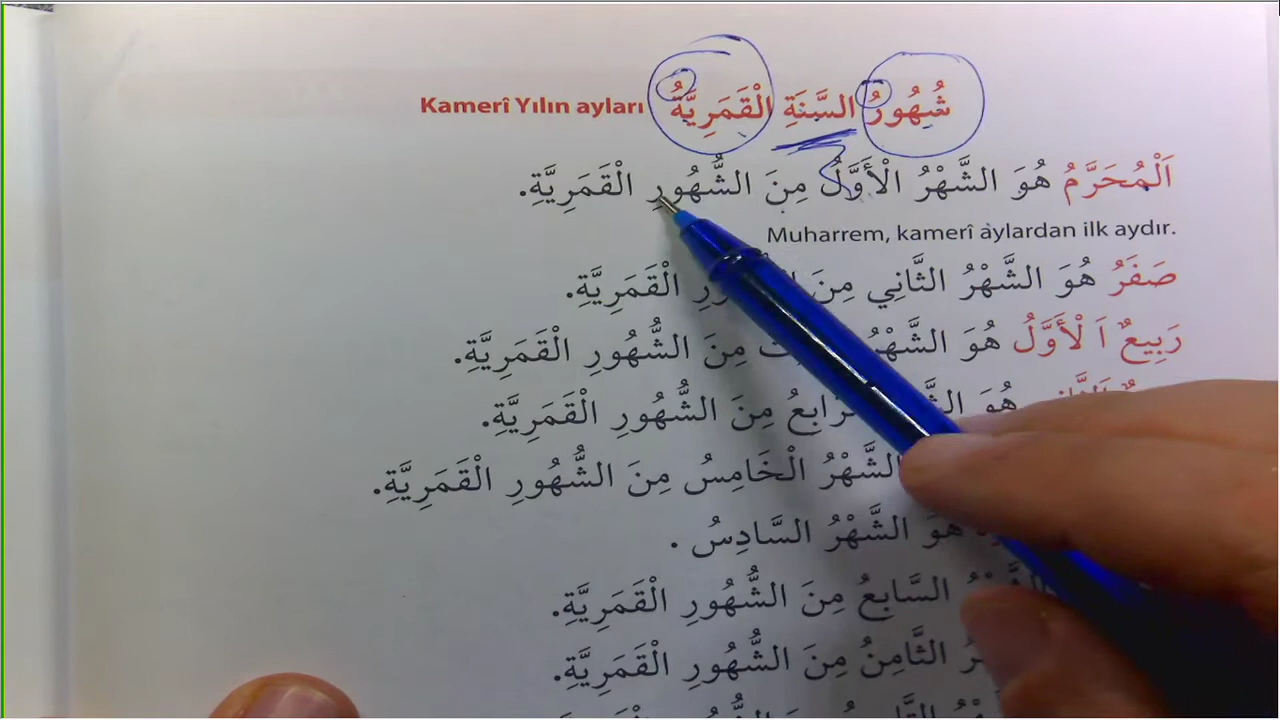 شُهُورُ السَّنَةِ الْقَمَرِيَّةُ Kamerî Yılın ayları
اَلْمُحَرَّمُ هُوَ الشَّهْرُ الْأَوَّلُ مِنَ الشُّهُورِ الْقَمَرِيَّةِ.
Muharrem, kamerî aylardan ilk aydır.
صَفَرُ هُوَ الشَّهْرُ الثَّانِي مِنَ الْقَمَرِيَّةِ.
رَبِيعٌ اَلْأَوَّلُ هُوَ الشَّهْرُ مِنَ الشُّهُورِ الْقَمَرِيَّةِ.
هُوَ مِنَ الشُّهُورِ الْقَمَرِيَّةِ.
الشَّهْرُ الْخَامِسُ مِنَ الشُّهُورِ الْقَمَرِيَّةِ.
هُوَ الشَّهْرُ السَّادِسُ .
السَّابِعُ مِنَ الشُّهُورِ الْقَمَرِيَّةِ.
الثَّامِنُ مِنَ الشُّهُورِ الْقَمَرِيَّةِ.